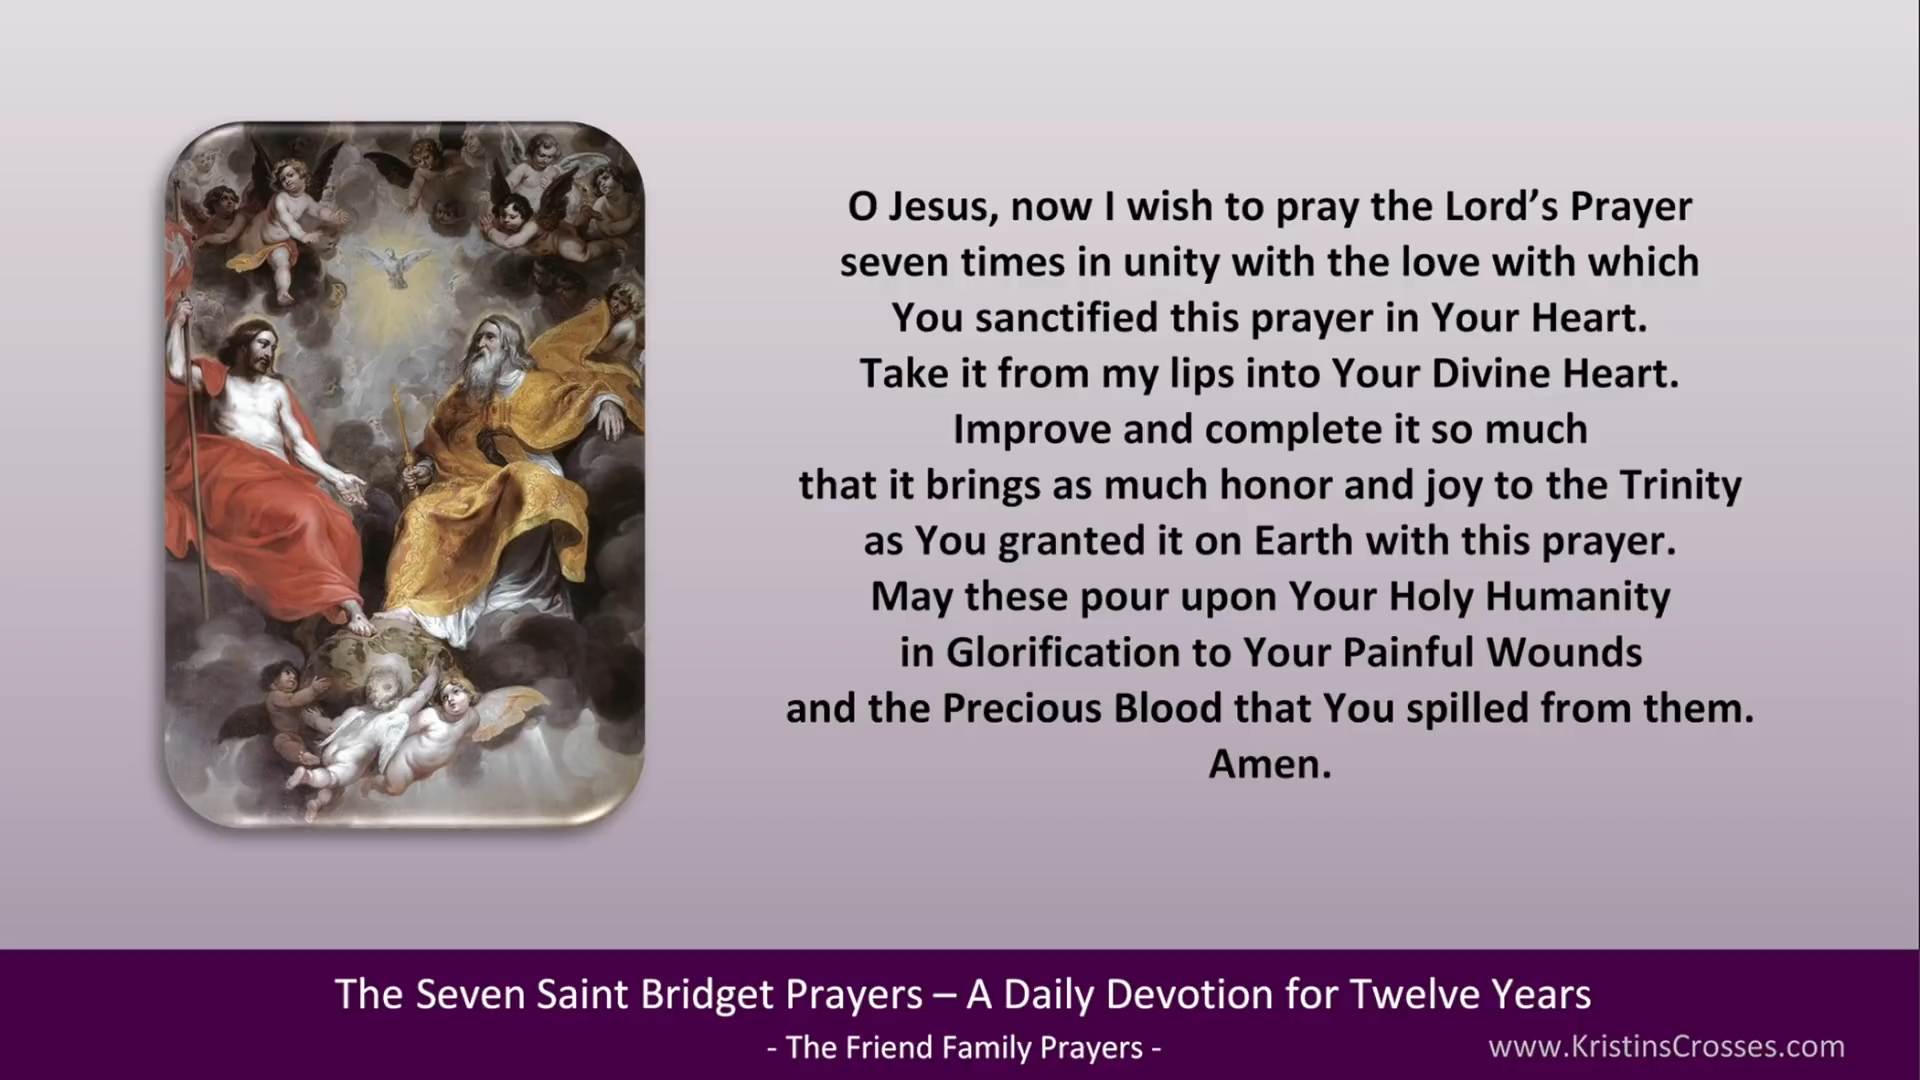 O Jesus, now I wish to pray the Lord’s Prayer
seven times in unity with the love with which
You sanctified this prayer in Your Heart.
Take it from my lips into Your Divine Heart.
Improve and complete it so much
that it brings as much honor and joy to the Trinity
as You granted it on Earth with this prayer.
May these pour upon Your Holy Humanity
in Glorification to Your Painful Wounds
and the Precious Blood that You spilled from them.
Amen.
The Seven Saint Bridget Prayers – A Daily Devotion for Twelve Years
- The Friend Family Prayers -
www.KristinsCrosses.com